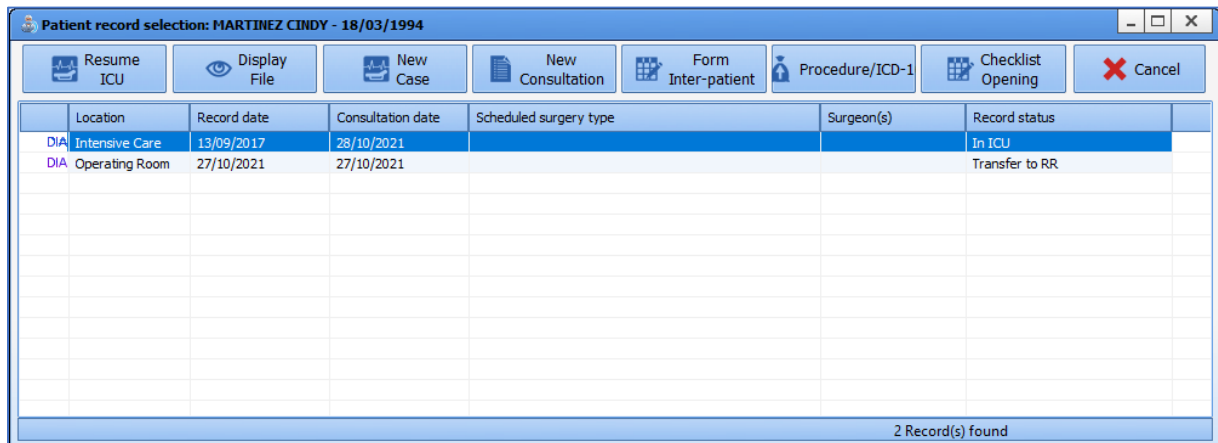 Patient record selection: MARTINEZ CINDY - 18/03/1994
Resume ICU
Display File
New Case
New Consultation
Form Inter-patient
Procedure/ICD-1
Checklist Opening
Cancel
Location Record date Consultation date Scheduled surgery type Surgeon(s) Record status
DIA Intensive Care 13/09/2017 28/10/2021 In ICU
DIA Operating Room 27/10/2021 27/10/2021 Transfer to RR
2 Record(s) found